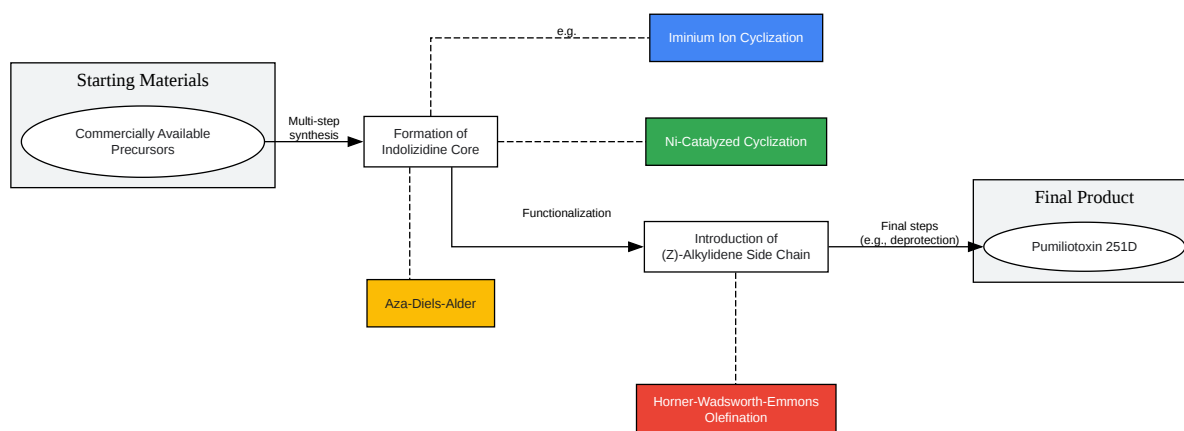 e.g.
Iminium Ion Cyclization
Starting Materials
Commercially Available
Precursors
Multi-step
synthesis
Formation of
Indolizidine Core
Ni-Catalyzed Cyclization
Functionalization
Introduction of
(Z)-Alkylidene Side Chain
Final steps
(e.g., deprotection)
Final Product
Pumiliotoxin 251D
Aza-Diels-Alder
Horner-Wadsworth-Emmons
Olefination